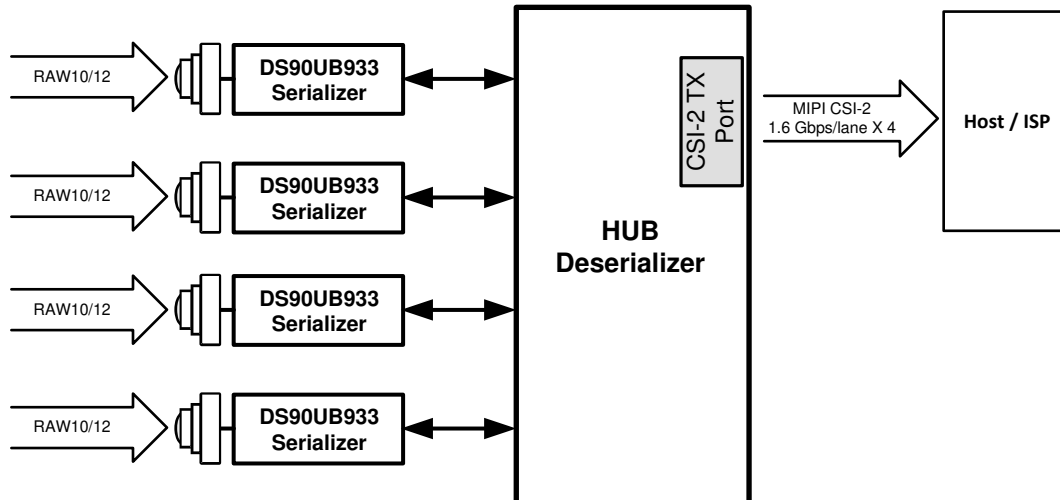 RAW10/12
DS90UB933
Serializer
RAW10/12
DS90UB933
Serializer
RAW10/12
DS90UB933
Serializer
RAW10/12
DS90UB933
Serializer
HUB
Deserializer
CSI-2 TX
Port
MIPI CSI-2
1.6 Gbps/lane X 4
Host / ISP